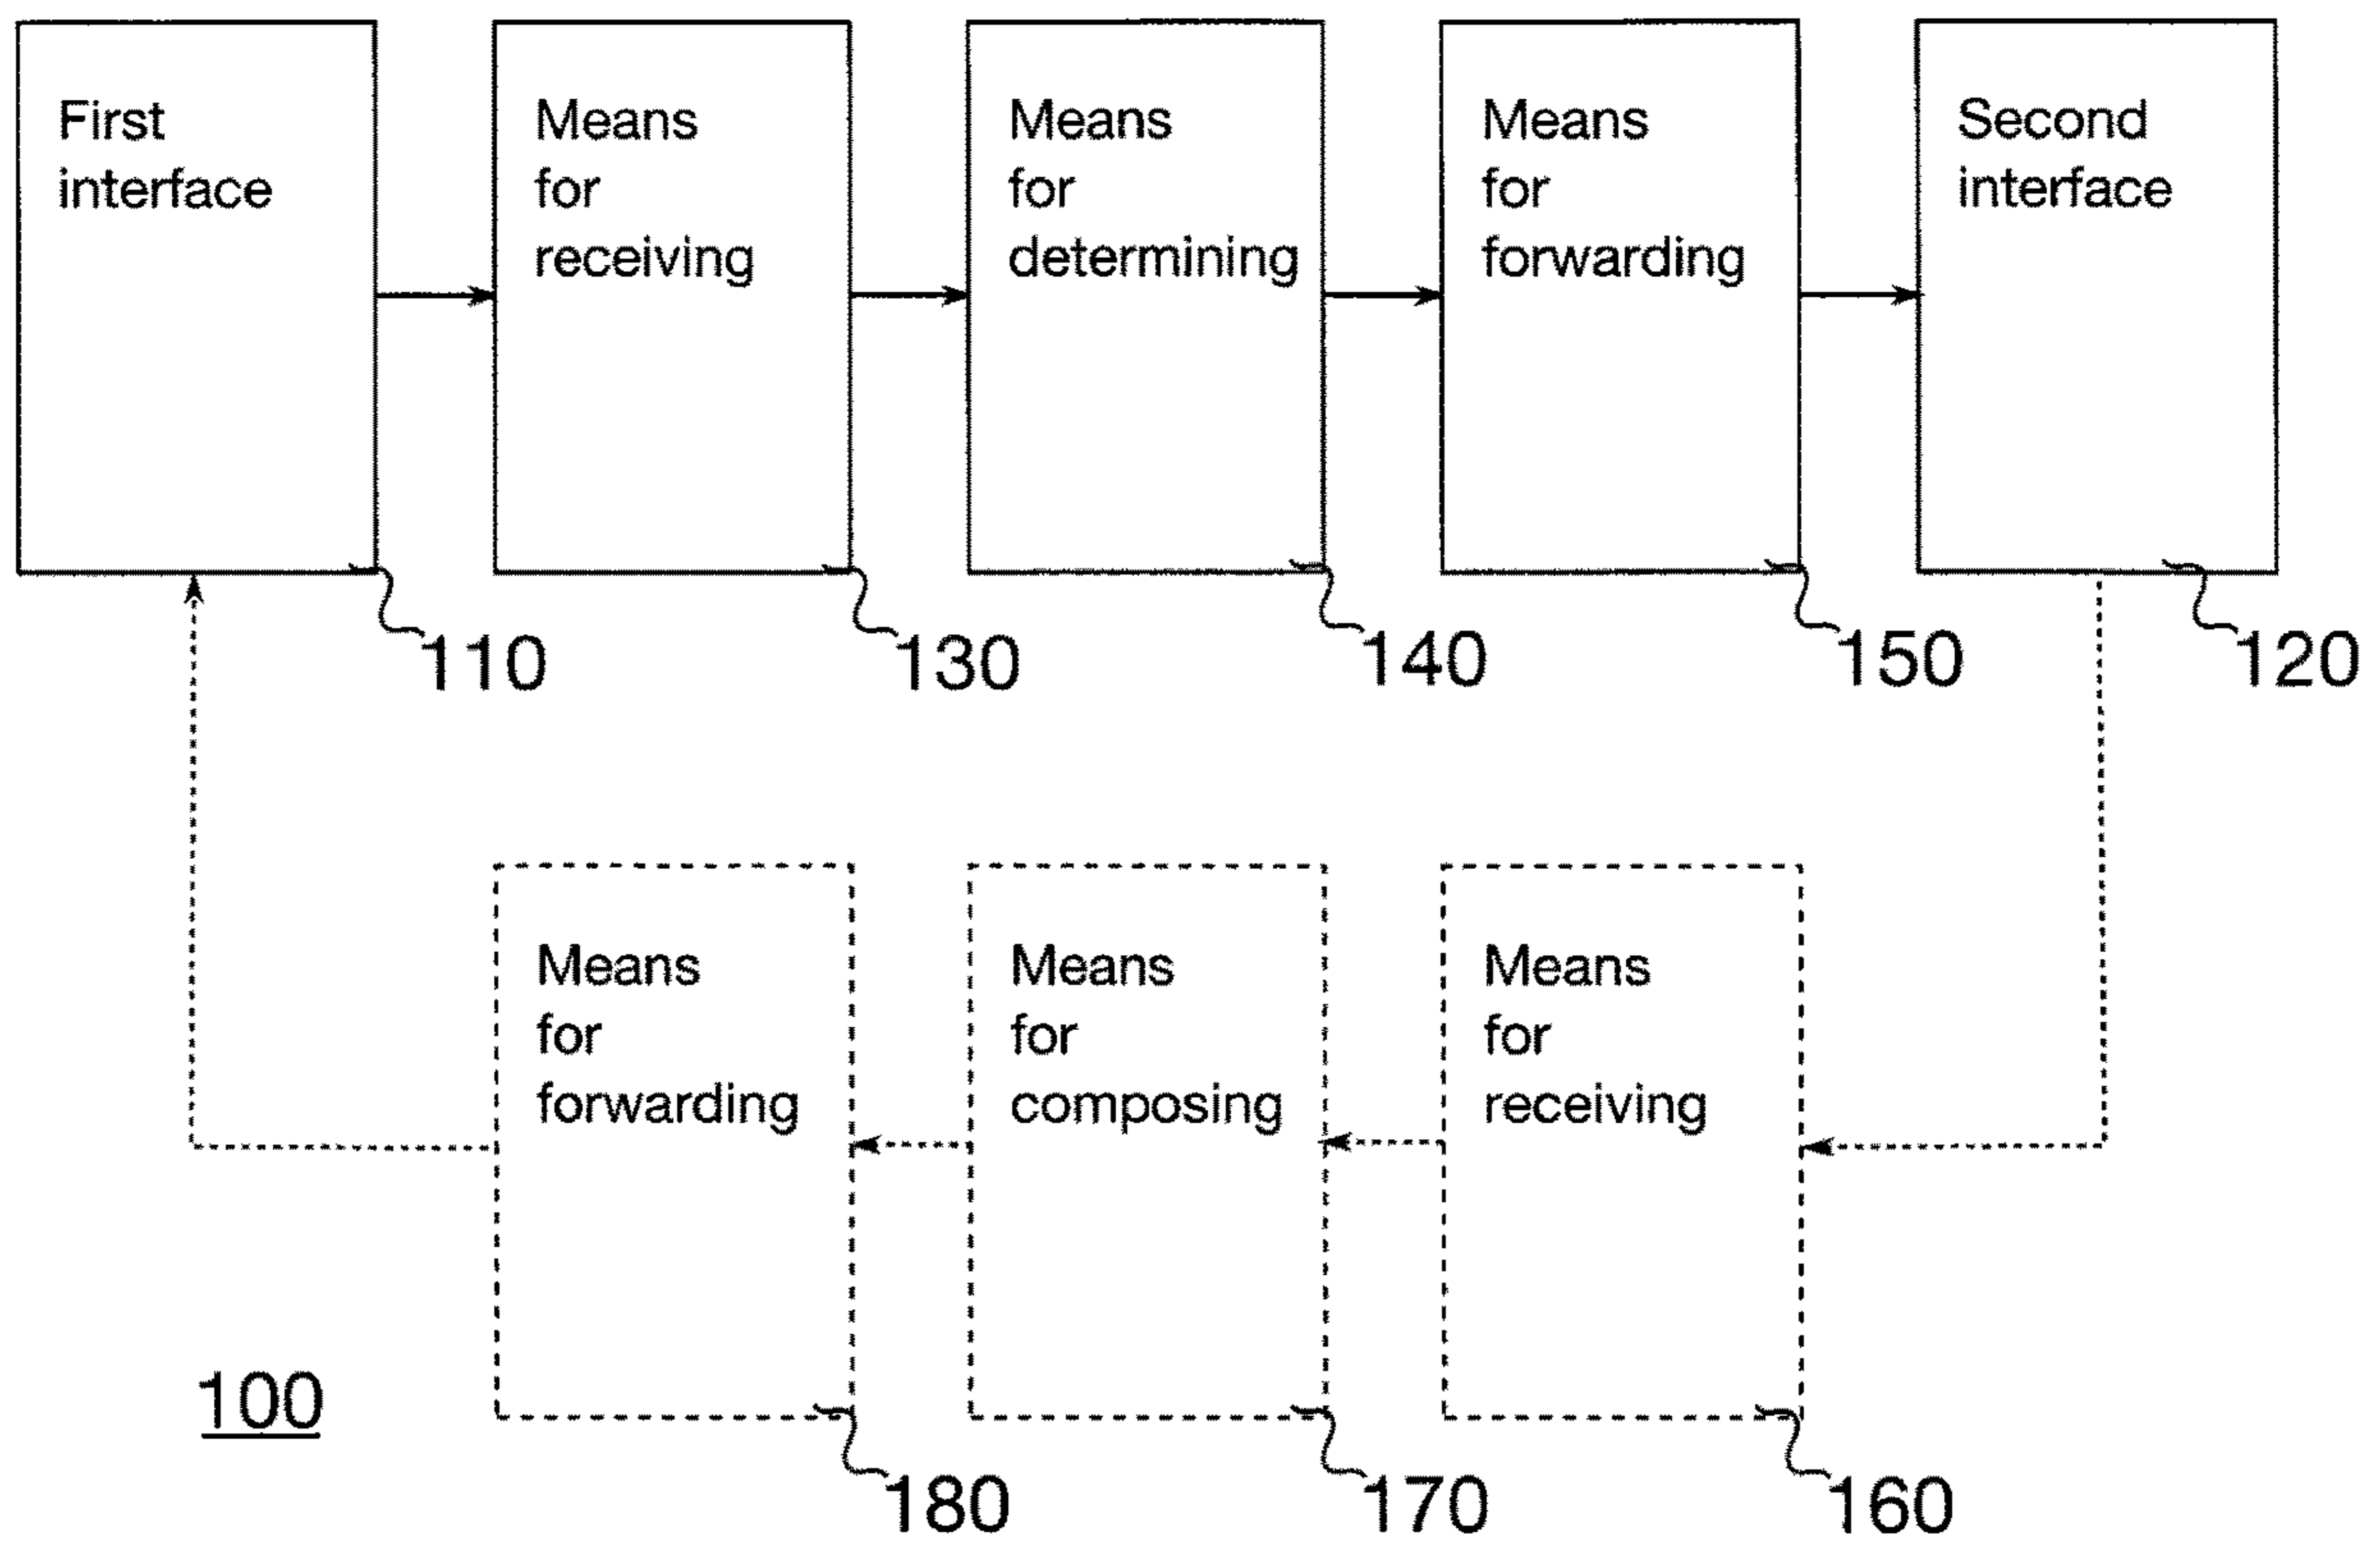 First
interface
Means
for
receiving
Means
for
determining
Means
for
forwarding
Second
interface
110
130
140
150
120
Means
for
forwarding
Means
for
composing
Means
for
receiving
100
180
170
160